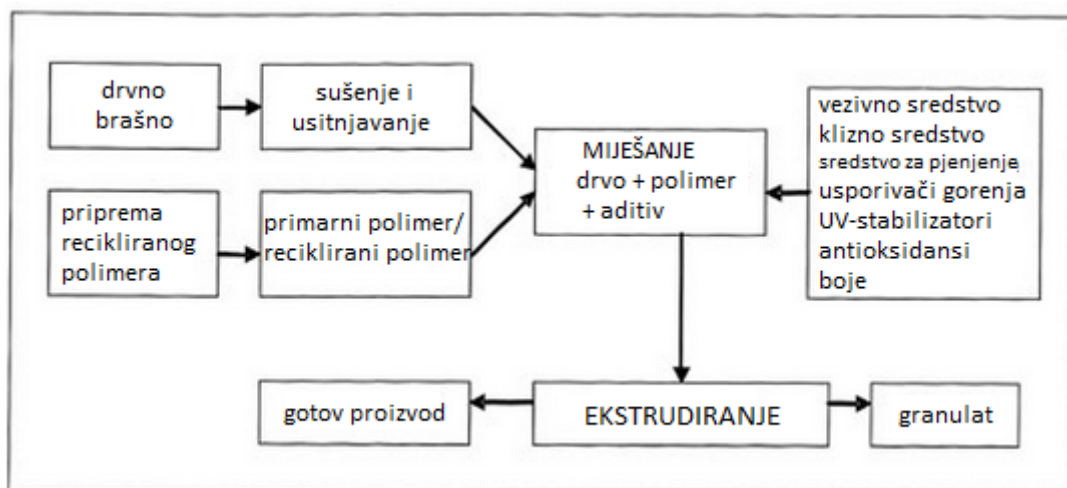 drvno
brašno
sušenje i
usitnjavanje
priprema
recikliranog
polimera
primarni polimer/
reciklirani polimer
MIJEŠANJE
drvo + polimer
+ aditiv
vezivno sredstvo
klizno sredstvo
sredstvo za pjenjenje
usporivači gorenja
UV-stabilizatori
antioksidansi
boje
gotov proizvod
EKSTRUDIRANJE
granulat